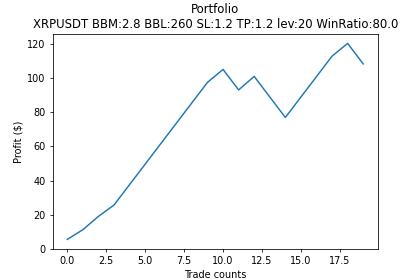 Portfolio
XRPUSDT BBM:2.8 BBL:260 SL:1.2 TP:1.2 lev:20 WinRatio:80.0
120
100
80
60
40
20
0
Profit ($)
0.0 2.5 5.0 7.5 10.0 12.5 15.0 17.5
Trade counts